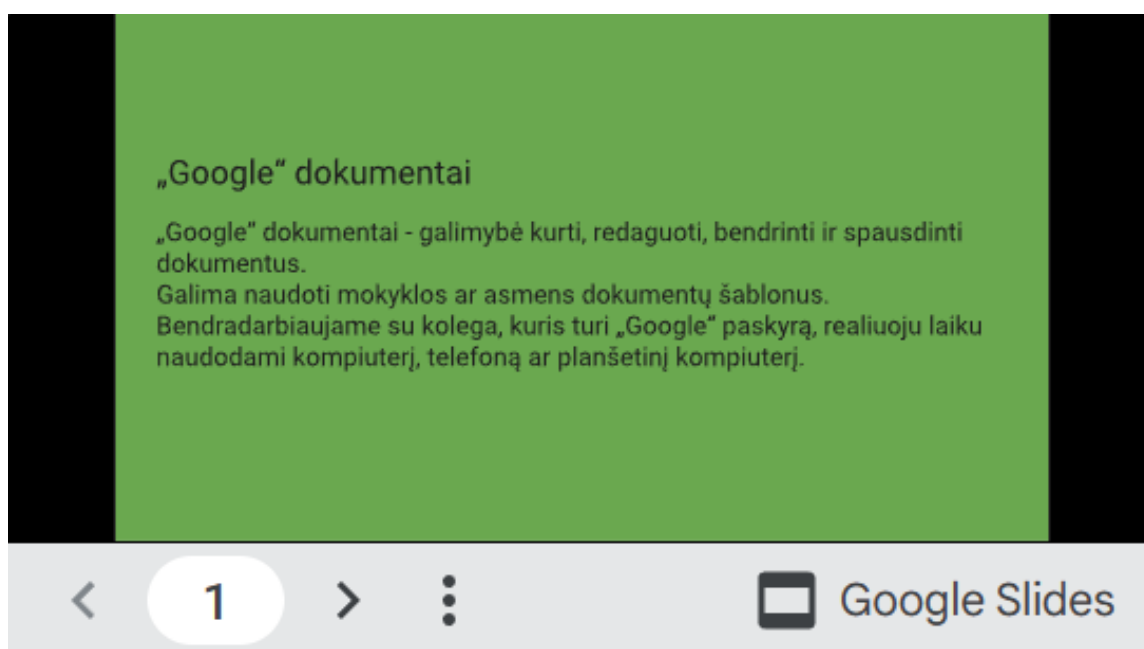 „Google“ dokumentai
„Google“ dokumentai - galimybė kurti, redaguoti, bendrinti ir spausdinti
dokumentus.
Galima naudoti mokyklos ar asmens dokumentų šablonus.
Bendradarbiaujame su kolega, kuris turi „Google“ paskyrą, realiuoju laiku
naudodami kompiuterį, telefoną ar planšetinį kompiuterį.
1
Google Slides